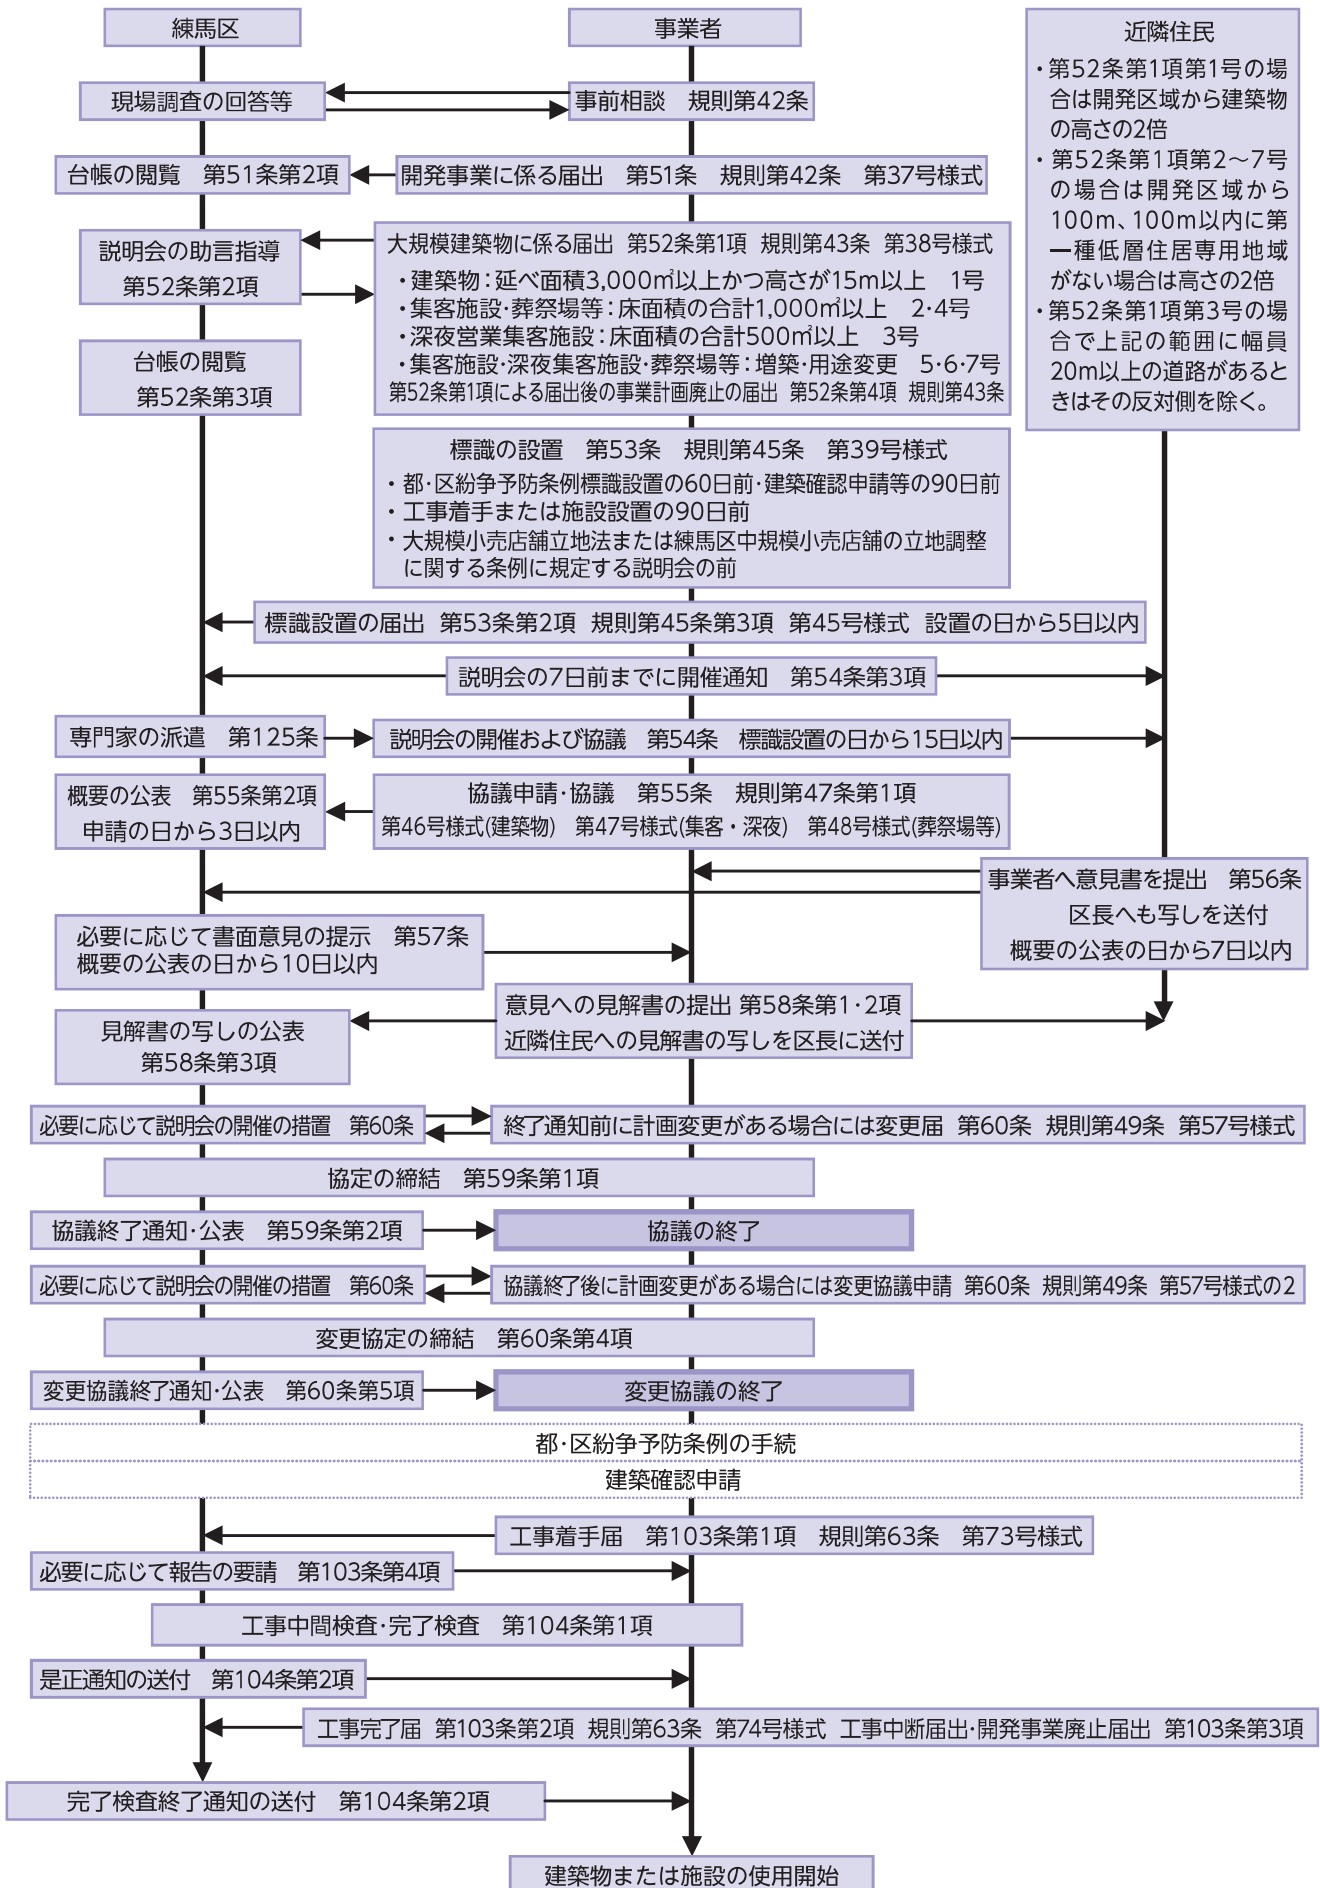 練馬区
事業者
近隣住民
・第52条第1項第1号の場
合は開発区域から建築物
の高さの2倍
・第52条第1項第2～7号
の場合は開発区域から
100m、100m以内に第
一種低層住居専用地域
がない場合は高さの2倍
・第52条第1項第3号の場
合で上記の範囲に幅員
20m以上の道路があると
きはその反対側を除く。
現場調査の回答等
事前相談　規則第42条
台帳の閲覧　第51条第2項
開発事業に係る届出　第51条　規則第42条　第37号様式
説明会の助言指導
第52条第2項
大規模建築物に係る届出　第52条第1項　規則第43条　第38号様式
・建築物：延べ面積3,000㎡以上かつ高さが15m以上　1号
・集客施設・葬祭場等：床面積の合計1,000㎡以上　2・4号
・深夜営業集客施設：床面積の合計500㎡以上　3号
・集客施設・深夜集客施設・葬祭場等：増築・用途変更　5・6・7号
第52条第1項による届出後の事業計画廃止の届出　第52条第4項　規則第43条
台帳の閲覧
第52条第3項
標識の設置　第53条　規則第45条　第39号様式
・都・区紛争予防条例標識設置の60日前・建築確認申請等の90日前
・工事着手または施設設置の90日前
・大規模小売店舗立地法または練馬区中規模小売店舗の立地調整
に関する条例に規定する説明会の前
標識設置の届出　第53条第2項　規則第45条第3項　第45号様式　設置の日から5日以内
説明会の7日前までに開催通知　第54条第3項
専門家の派遣　第125条
説明会の開催および協議　第54条　標識設置の日から15日以内
概要の公表　第55条第2項
申請の日から3日以内
協議申請・協議　第55条　規則第47条第1項
第46号様式(建築物)　第47号様式(集客・深夜)　第48号様式(葬祭場等)
事業者へ意見書を提出　第56条
区長へも写しを送付
概要の公表の日から7日以内
必要に応じて書面意見の提示　第57条
概要の公表の日から10日以内
意見への見解書の提出 第58条第1・2項
近隣住民への見解書の写しを区長に送付
見解書の写しの公表
第58条第3項
必要に応じて説明会の開催の措置　第60条
終了通知前に計画変更がある場合には変更届　第60条　規則第49条　第57号様式
協定の締結　第59条第1項
協議終了通知・公表　第59条第2項
協議の終了
必要に応じて説明会の開催の措置　第60条
協議終了後に計画変更がある場合には変更協議申請　第60条　規則第49条　第57号様式の2
変更協定の締結　第60条第4項
変更協議終了通知・公表　第60条第5項
変更協議の終了
都・区紛争予防条例の手続
建築確認申請
工事着手届　第103条第1項　規則第63条　第73号様式
必要に応じて報告の要請　第103条第4項
工事中間検査・完了検査　第104条第1項
是正通知の送付　第104条第2項
工事完了届　第103条第2項　規則第63条　第74号様式　工事中断届出・開発事業廃止届出　第103条第3項
完了検査終了通知の送付　第104条第2項
建築物または施設の使用開始